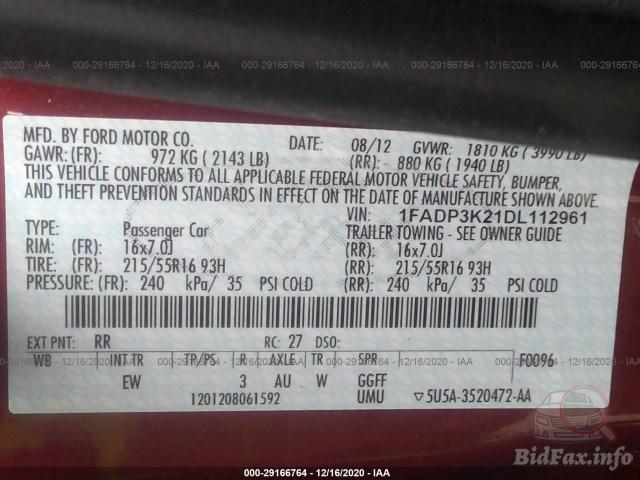 000-29166764 - 12/16/2020 - IAA
MFD. BY FORD MOTOR CO. DATE: 08/12 GVWR: 1810 KG ( 3990 LB)
GAWR: (FR): 972 KG ( 2143 LB) (RR): 880 KG ( 1940 LB)
THIS VEHICLE CONFORMS TO ALL APPLICABLE FEDERAL MOTOR VEHICLE SAFETY, BUMPER,
AND THEFT PREVENTION STANDARDS IN EFFECT ON THE DATE OF MANUFACTURE SHOWN ABOVE.
VIN: 1FADP3K21DL112961
TYPE: Passenger Car TRAILER TOWING - SEE OWNER GUIDE
RIM: (FR): 16x7.0J (RR): 16x7.0J
TIRE: (FR): 215/55R16 93H (RR): 215/55R16 93H
PRESSURE: (FR): 240 kPa/ 35 PSI COLD (RR): 240 kPa/ 35 PSI COLD
EXT PNT: RR RC: 27 DSO:
WB INT TR TP/PS R AXLE TR SPR F0096
EW 3 AU W GGFF
1201208061592 UMU 5U5A-3520472-AA
BidFax.info
000-29166764 - 12/16/2020 - IAA